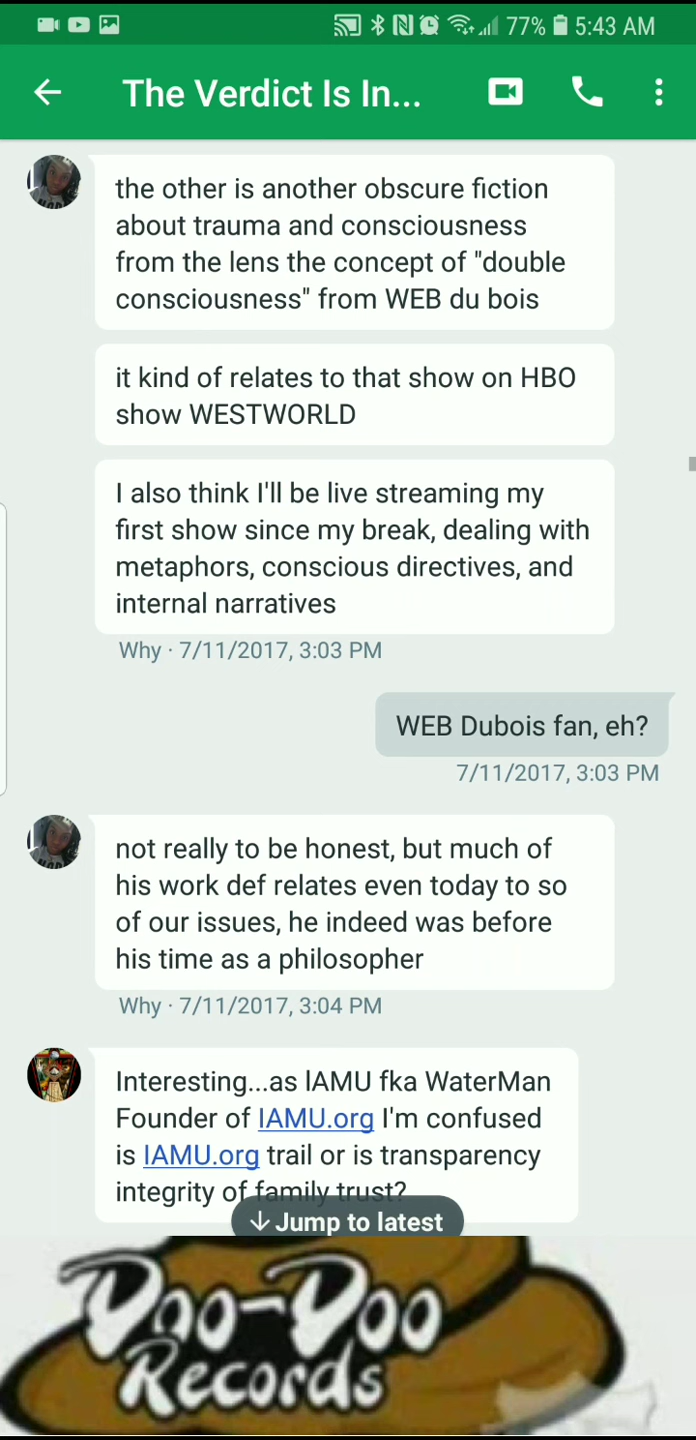 77% 5:43 AM
The Verdict Is In...
the other is another obscure fiction
about trauma and consciousness
from the lens the concept of "double
consciousness" from WEB du bois
it kind of relates to that show on HBO
show WESTWORLD
I also think I'll be live streaming my
first show since my break, dealing with
metaphors, conscious directives, and
internal narratives
Why · 7/11/2017, 3:03 PM
WEB Dubois fan, eh?
7/11/2017, 3:03 PM
not really to be honest, but much of
his work def relates even today to so
of our issues, he indeed was before
his time as a philosopher
Why · 7/11/2017, 3:04 PM
Interesting...as lAMU fka WaterMan
Founder of IAMU.org I'm confused
is IAMU.org trail or is transparency
integrity of family trust?
Jump to latest
Doo-Doo
Records